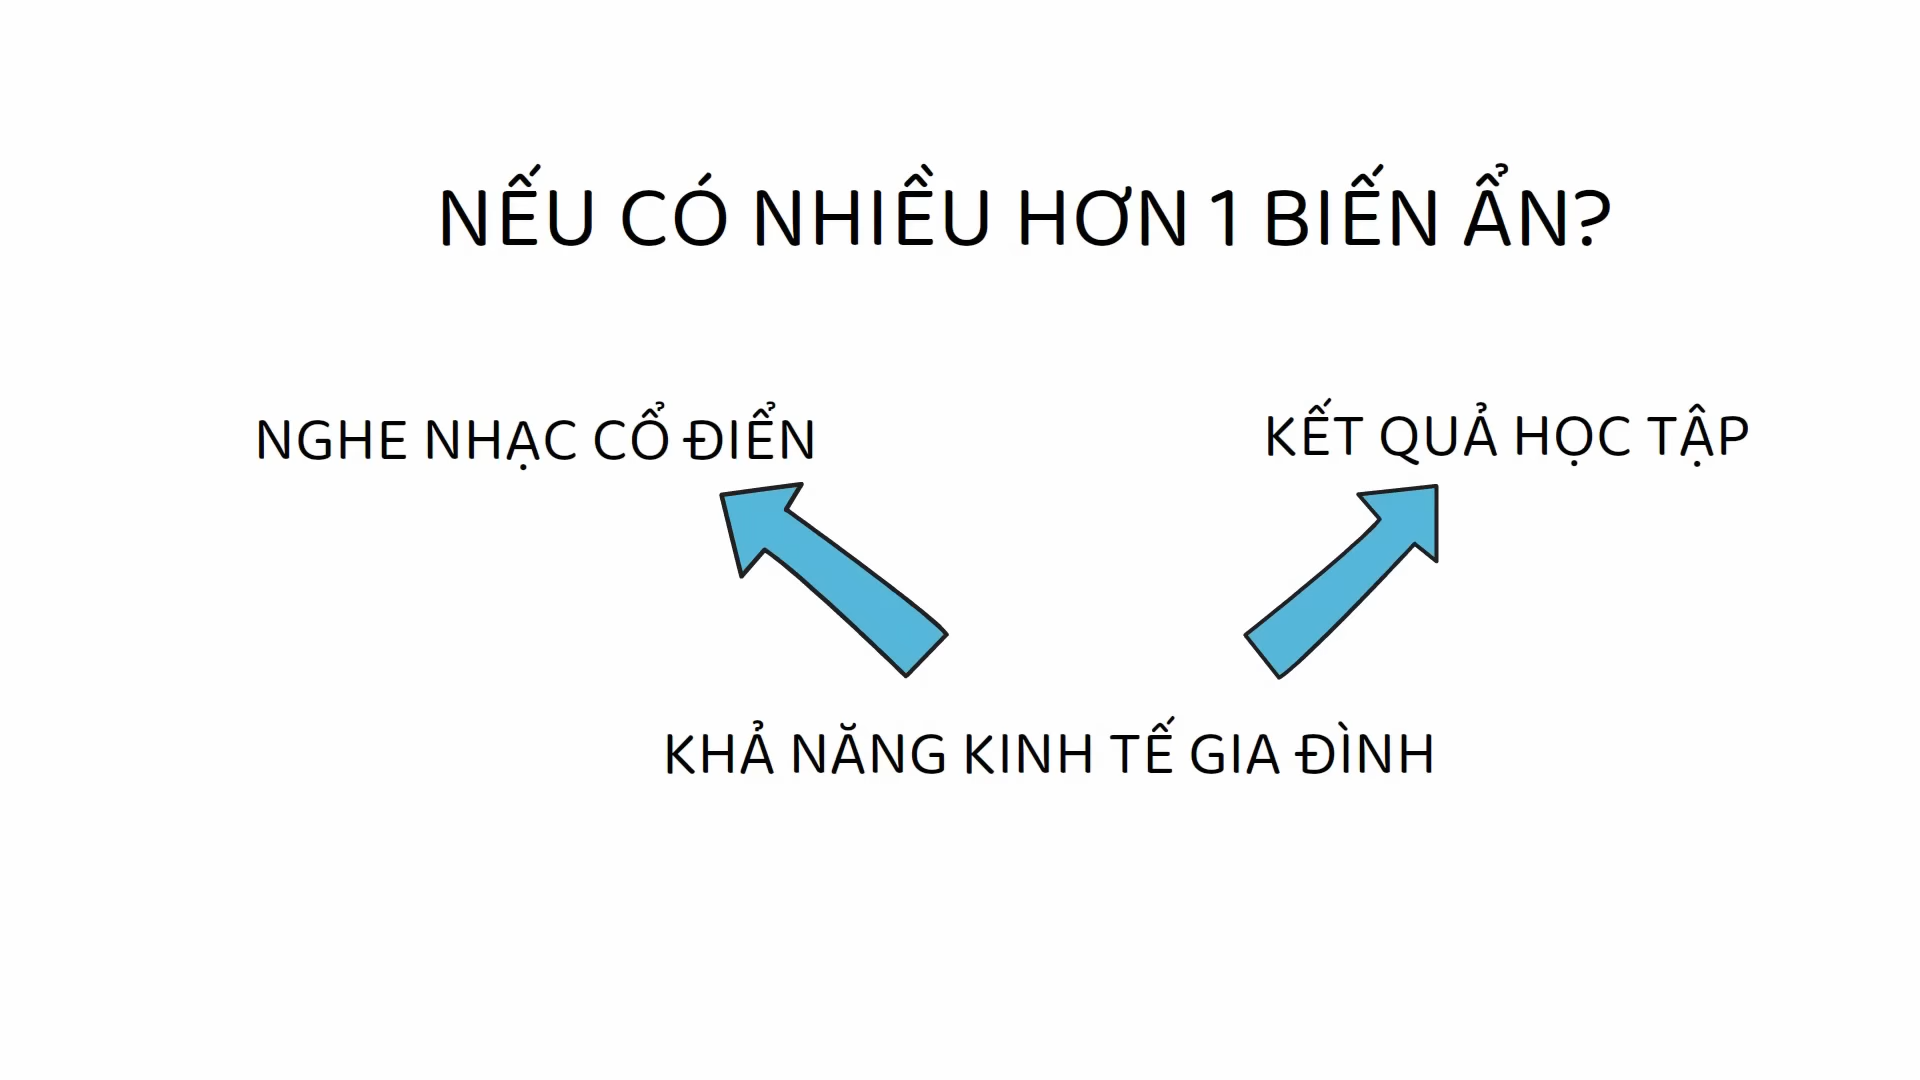 NẾU CÓ NHIỀU HƠN 1 BIẾN ẨN?
NGHE NHẠC CỔ ĐIỂN
KẾT QUẢ HỌC TẬP
KHẢ NĂNG KINH TẾ GIA ĐÌNH